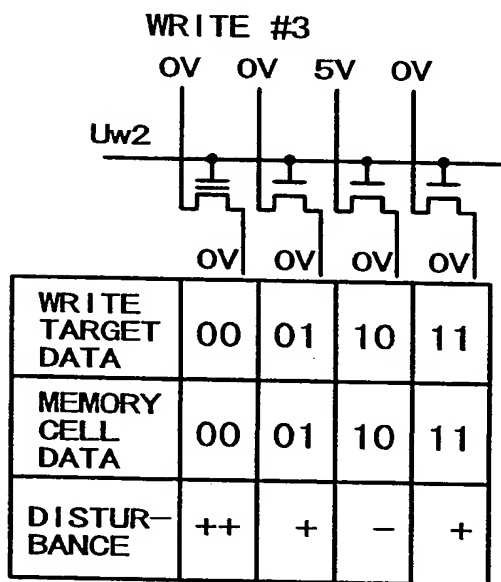 WRITE #3
0V 0V 5V 0V
Uw2
0V 0V 0V 0V
WRITE
TARGET
DATA
00 01 10 11
MEMORY
CELL
DATA
00 01 10 11
DISTUR-
BANCE
++ + − +